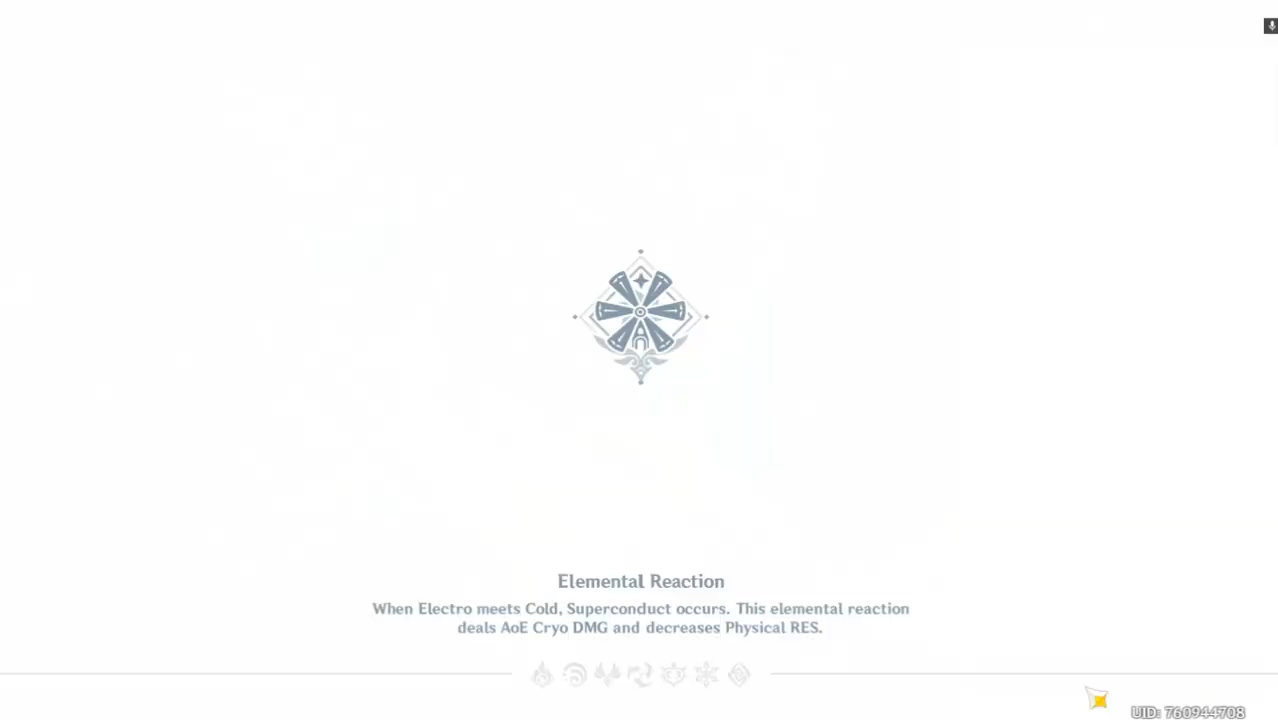 Elemental Reaction
When Electro meets Cold, Superconduct occurs. This elemental reaction
deals AoE Cryo DMG and decreases Physical RES.
UID: 760944708